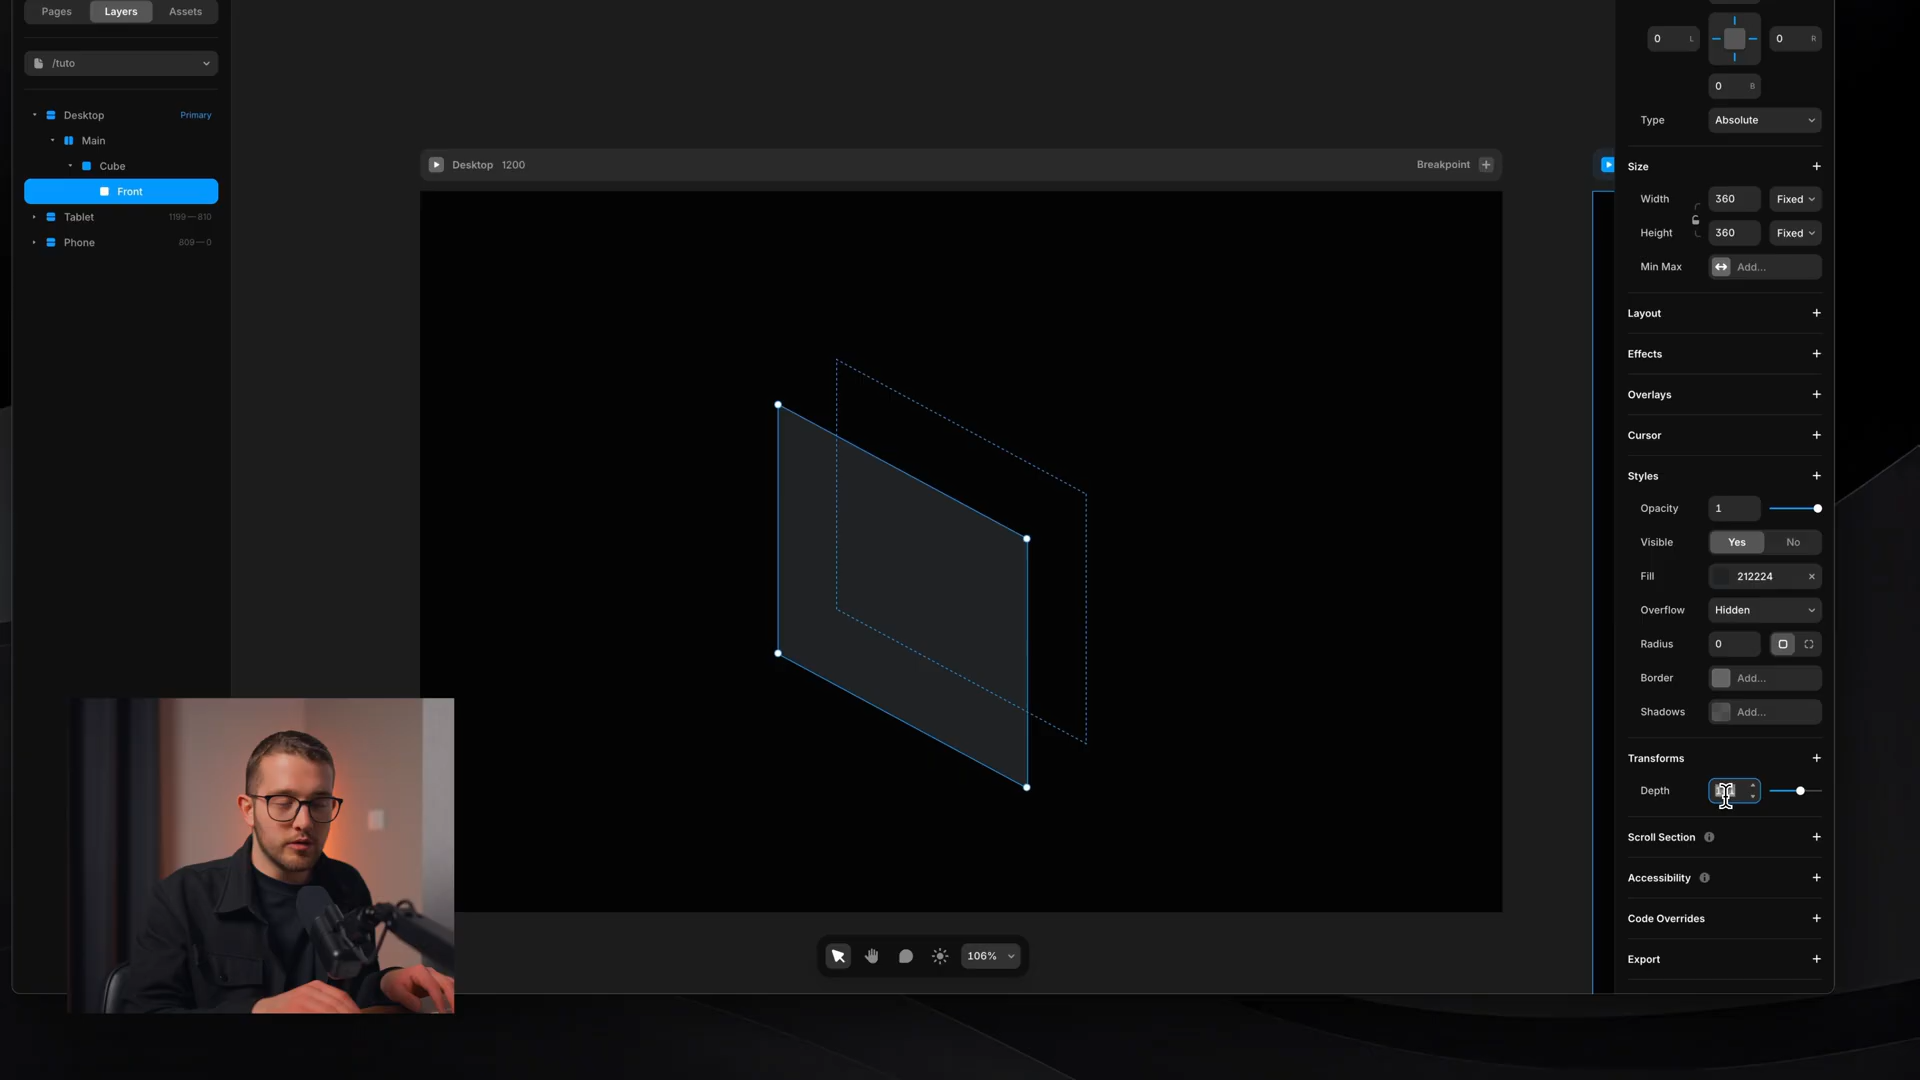 Pages Layers Assets
/tuto
Desktop Primary
Main
Cube
Front
Tablet 1199—810
Phone 809—0
Desktop 1200
Breakpoint
106%
0 L
0 R
0 B
Type Absolute
Size
Width 360 Fixed
Height 360 Fixed
Min Max Add...
Layout
Effects
Overlays
Cursor
Styles
Opacity 1
Visible Yes No
Fill 212224
Overflow Hidden
Radius 0
Border Add...
Shadows Add...
Transforms
Depth
Scroll Section
Accessibility
Code Overrides
Export